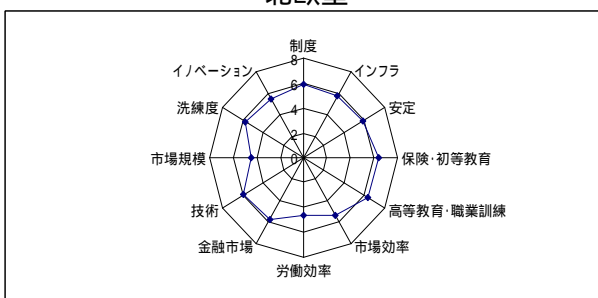 制度
インフラ
安定
保険･初等教育
高等教育･職業訓練
市場効率
労働効率
金融市場
技術
市場規模
洗練度
イノベーション
8
6
4
2
0